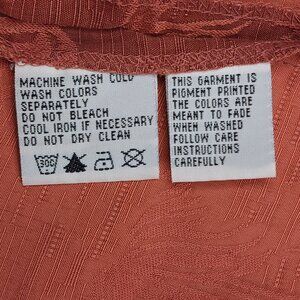 MACHINE WASH COLD
WASH COLORS
SEPARATELY
DO NOT BLEACH
COOL IRON IF NECESSARY
DO NOT DRY CLEAN
30C
THIS GARMENT IS
PIGMENT PRINTED
THE COLORS ARE
MEANT TO FADE
WHEN WASHED
FOLLOW CARE
INSTRUCTIONS
CAREFULLY